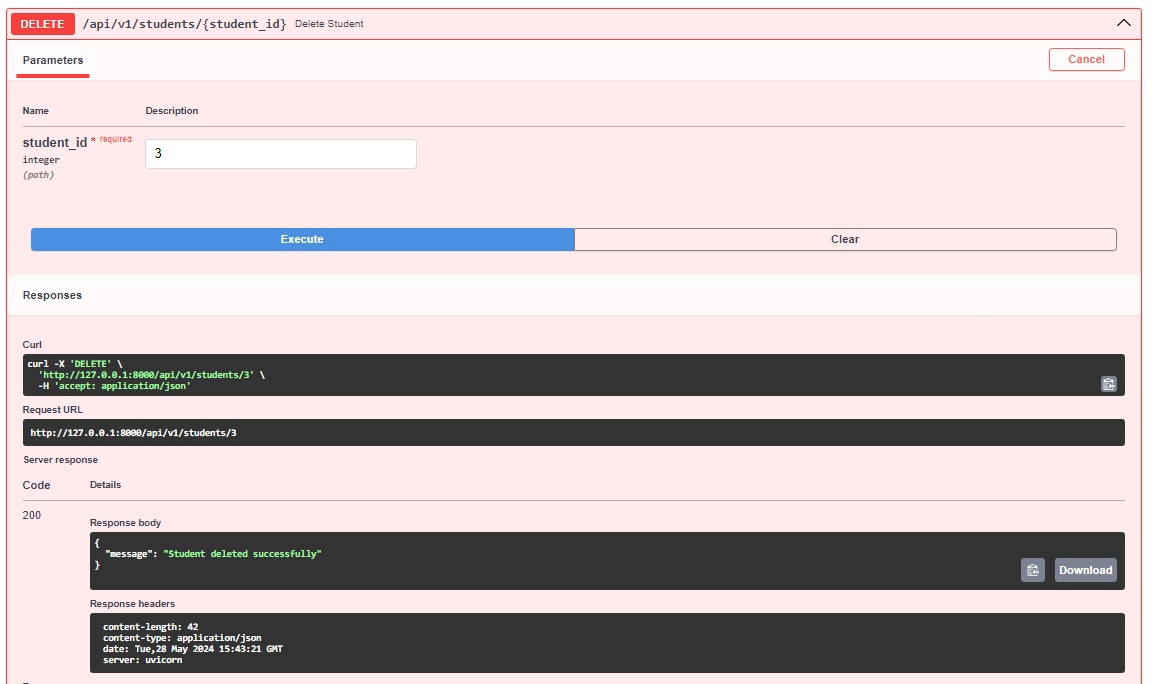 DELETE /api/v1/students/{student_id} Delete Student
Parameters
Cancel
Name Description
student_id * required
integer
(path)
3
Execute Clear
Responses
Curl
curl -X 'DELETE' \
'http://127.0.0.1:8000/api/v1/students/3' \
-H 'accept: application/json'
Request URL
http://127.0.0.1:8000/api/v1/students/3
Server response
Code Details
200
Response body
{
"message": "Student deleted successfully"
}
Download
Response headers
content-length: 42
content-type: application/json
date: Tue,28 May 2024 15:43:21 GMT
server: uvicorn